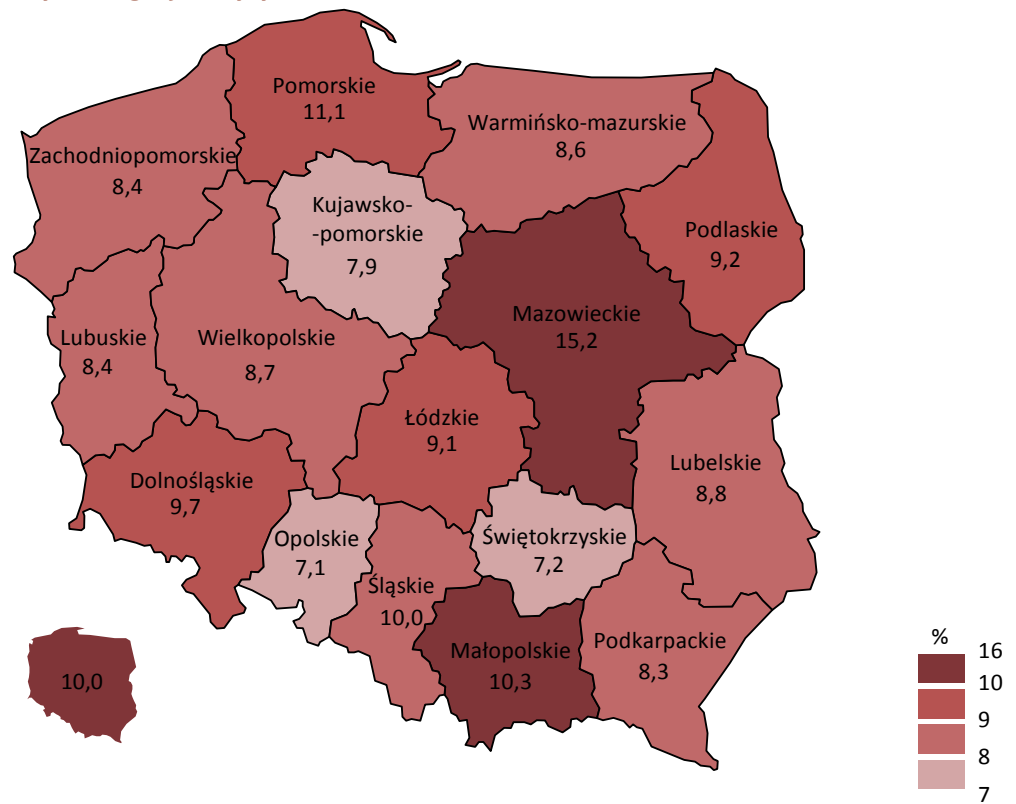 Pomorskie
11,1
Warmińsko-mazurskie
8,6
Zachodniopomorskie
8,4
Kujawsko-
-pomorskie
7,9
Podlaskie
9,2
Mazowieckie
15,2
Lubuskie
8,4
Wielkopolskie
8,7
Łódzkie
9,1
Lubelskie
8,8
Dolnośląskie
9,7
Opolskie
7,1
Świętokrzyskie
7,2
Śląskie
10,0
Małopolskie
10,3
Podkarpackie
8,3
10,0
%
16
10
9
8
7